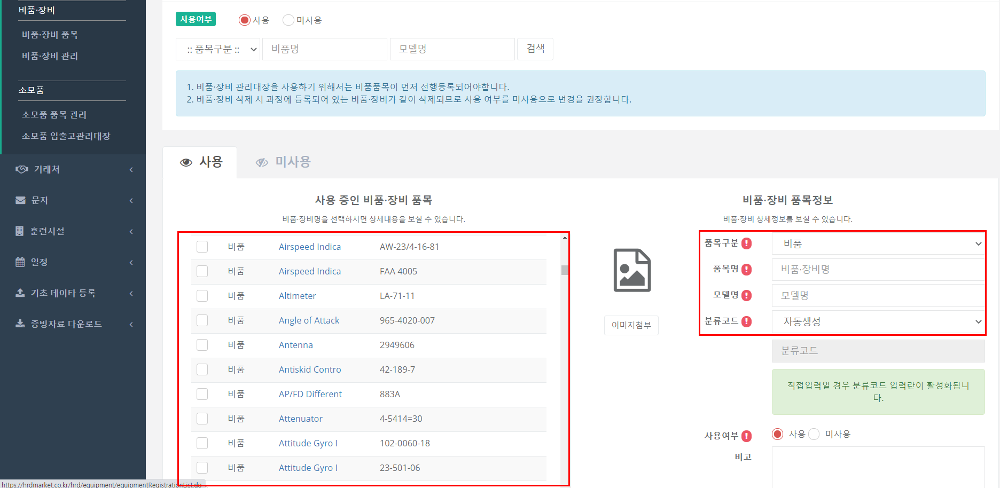 비품·장비
비품·장비 품목
비품·장비 관리
소모품
소모품 품목 관리
소모품 입출고관리대장
거래처
문자
훈련시설
일정
기초 데이타 등록
증빙자료 다운로드
사용여부 사용 미사용
:: 품목구분 :: 비품명 모델명 검색
1. 비품·장비 관리대장을 사용하기 위해서는 비품품목이 먼저 선행등록되어야합니다.
2. 비품·장비 삭제 시 과정에 등록되어 있는 비품·장비가 같이 삭제되므로 사용 여부를 미사용으로 변경을 권장합니다.
사용 미사용
사용 중인 비품·장비 품목
비품·장비명을 선택하시면 상세내용을 보실 수 있습니다.
비품 Airspeed Indica AW-23/4-16-81
비품 Airspeed Indica FAA 4005
비품 Altimeter LA-71-11
비품 Angle of Attack 965-4020-007
비품 Antenna 2949606
비품 Antiskid Contro 42-189-7
비품 AP/FD Different 883A
비품 Attenuator 4-5414=30
비품 Attitude Gyro I 102-0060-18
비품 Attitude Gyro I 23-501-06
이미지첨부
비품·장비 품목정보
비품·장비 상세정보를 보실 수 있습니다.
품목구분 비품
품목명 비품·장비명
모델명 모델명
분류코드 자동생성
분류코드
직접입력일 경우 분류코드 입력란이 활성화됩니
다.
사용여부 사용 미사용
비고
https://hrdmarket.co.kr/hrd/equipment/equipmentRegistrationList.do